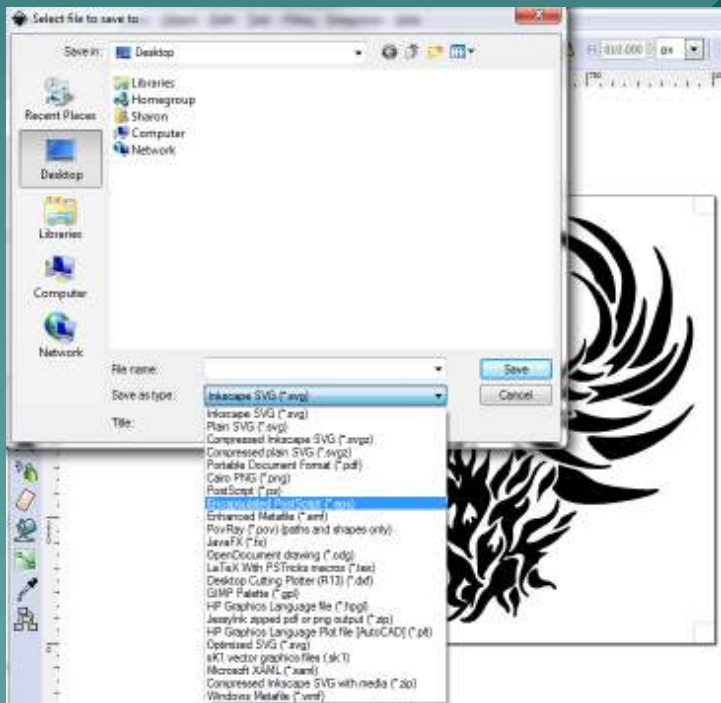 Select file to save to
Save in: Desktop
Recent Places
Desktop
Libraries
Computer
Network
Libraries
Homegroup
Sharon
Computer
Network
File name:
Save
Save as type: Inkscape SVG (*.svg)
Cancel
Title:
Inkscape SVG (*.svg)
Plain SVG (*.svg)
Compressed Inkscape SVG (*.svgz)
Compressed plain SVG (*.svgz)
Portable Document Format (*.pdf)
Cairo PNG (*.png)
PostScript (*.ps)
Encapsulated PostScript (*.eps)
Enhanced Metafile (*.emf)
PovRay (*.pov) (paths and shapes only)
JavaFX (*.fx)
OpenDocument drawing (*.odg)
LaTeX With PSTricks macros (*.tex)
Desktop Cutting Plotter (R13) (*.dxf)
GIMP Palette (*.gpl)
HP Graphics Language file (*.hpgl)
JessyInk zipped pdf or png output (*.zip)
HP Graphics Language Plot file [AutoCAD] (*.plt)
Optimised SVG (*.svg)
sK1 vector graphics files (.sk1)
Microsoft XAML (*.xaml)
Compressed Inkscape SVG with media (*.zip)
Windows Metafile (*.wmf)
H: 810.000 px